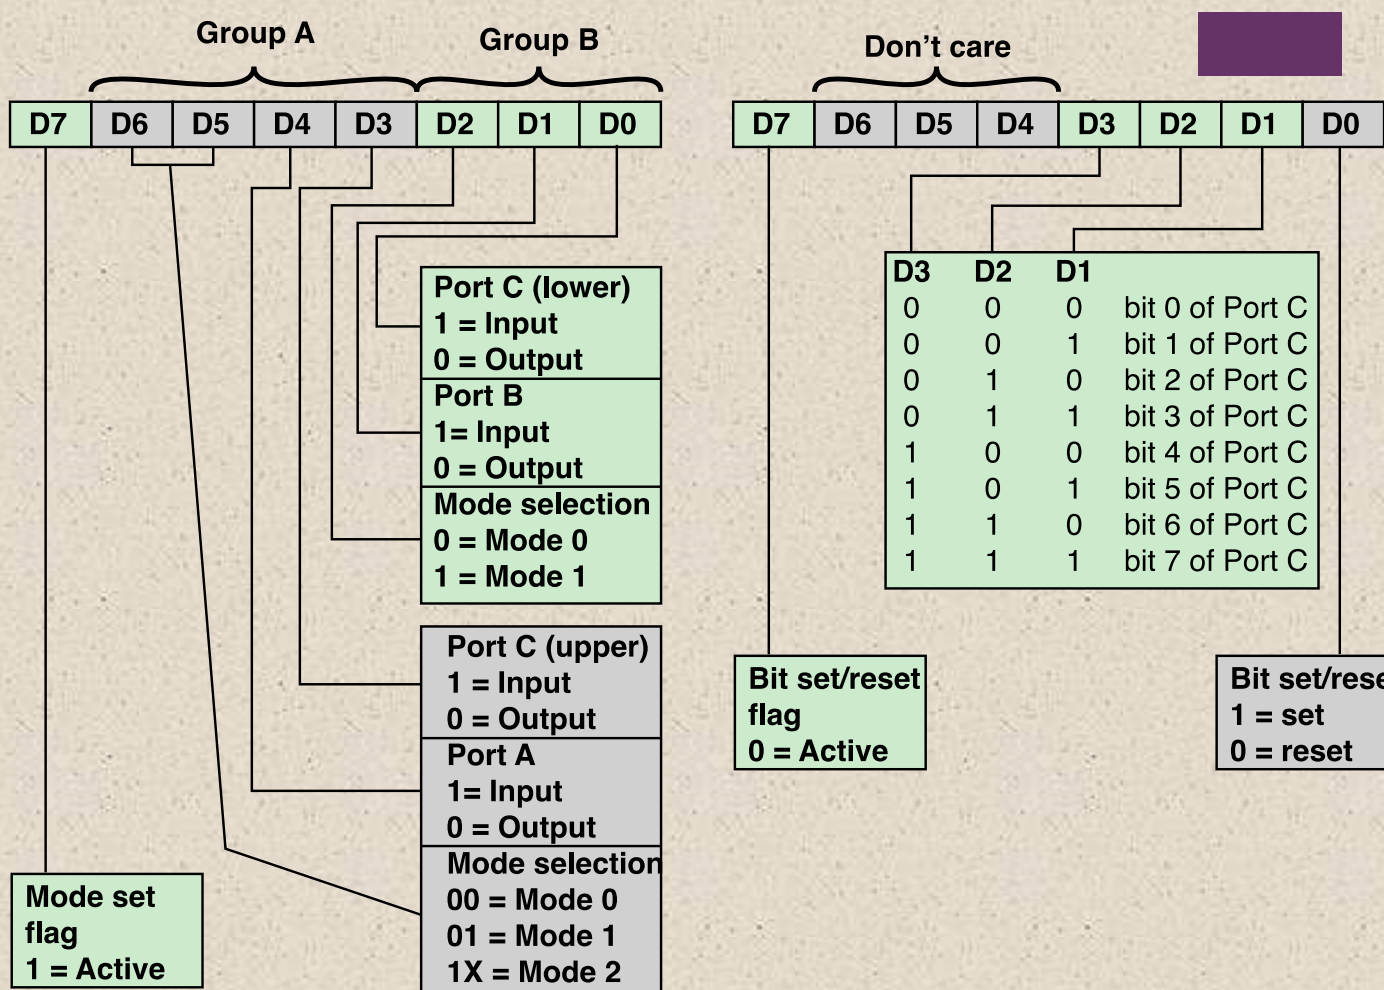 Group A
Group B
D7 D6 D5 D4 D3 D2 D1 D0
Port C (lower)
1 = Input
0 = Output
Port B
1= Input
0 = Output
Mode selection
0 = Mode 0
1 = Mode 1
Port C (upper)
1 = Input
0 = Output
Port A
1= Input
0 = Output
Mode selection
00 = Mode 0
01 = Mode 1
1X = Mode 2
Mode set
flag
1 = Active
Don't care
D7 D6 D5 D4 D3 D2 D1 D0
D3 D2 D1
0 0 0 bit 0 of Port C
0 0 1 bit 1 of Port C
0 1 0 bit 2 of Port C
0 1 1 bit 3 of Port C
1 0 0 bit 4 of Port C
1 0 1 bit 5 of Port C
1 1 0 bit 6 of Port C
1 1 1 bit 7 of Port C
Bit set/reset
flag
0 = Active
Bit set/rese
1 = set
0 = reset